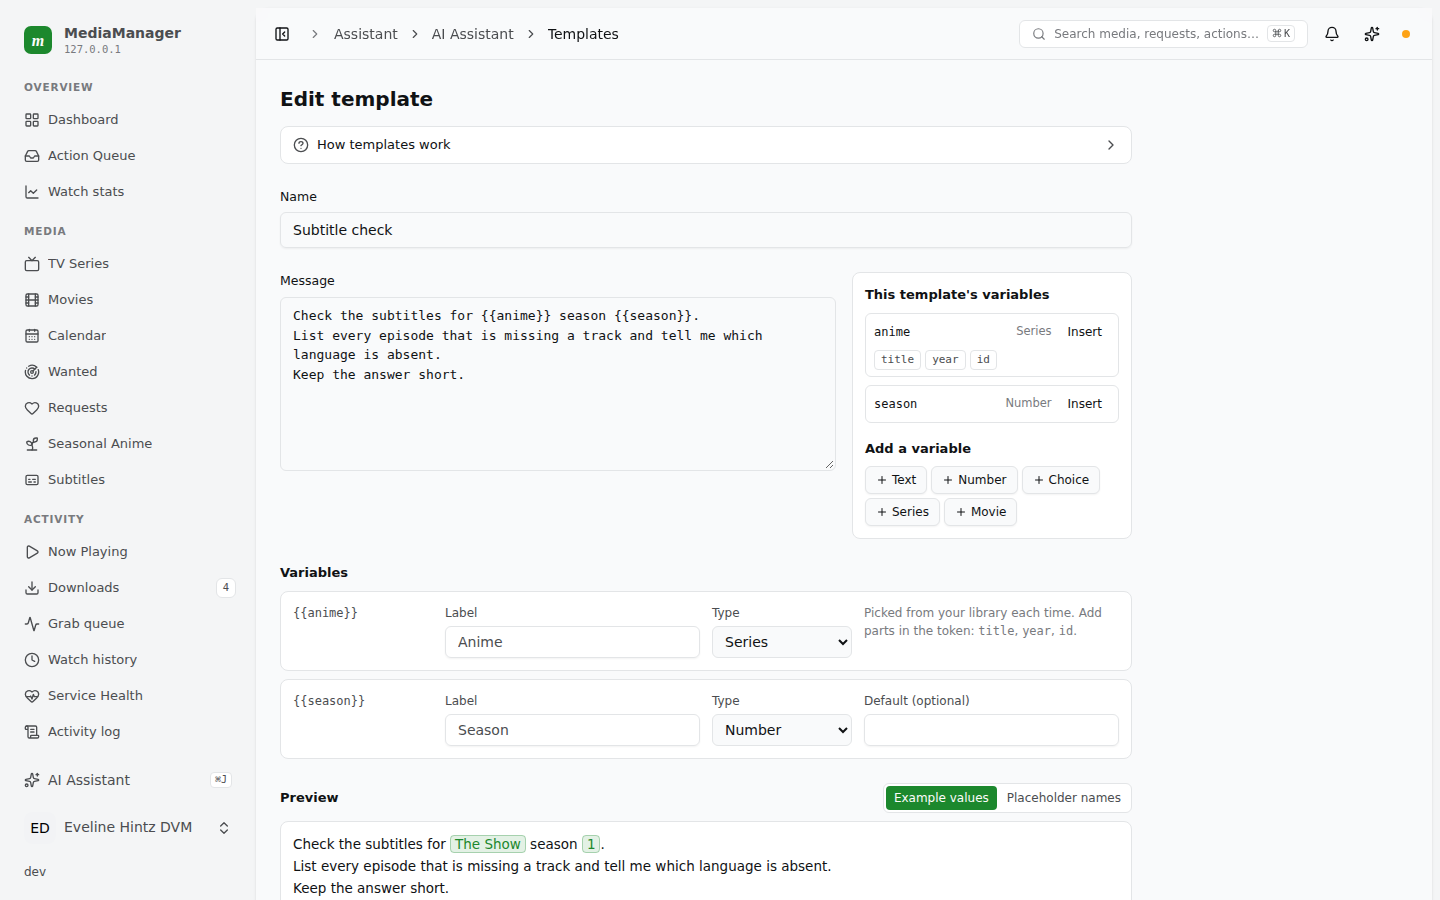 m
MediaManager
127.0.0.1
OVERVIEW
Dashboard
Action Queue
Watch stats
MEDIA
TV Series
Movies
Calendar
Wanted
Requests
Seasonal Anime
Subtitles
ACTIVITY
Now Playing
Downloads 4
Grab queue
Watch history
Service Health
Activity log
AI Assistant ⌘J
ED Eveline Hintz DVM
dev
Assistant > AI Assistant > Templates
Search media, requests, actions... ⌘K
Edit template
How templates work
Name
Subtitle check
Message
Check the subtitles for {{anime}} season {{season}}.
List every episode that is missing a track and tell me which
language is absent.
Keep the answer short.
This template's variables
anime Series Insert
title year id
season Number Insert
Add a variable
+ Text + Number + Choice
+ Series + Movie
Variables
{{anime}}
Label
Anime
Type
Series
Picked from your library each time. Add
parts in the token: title, year, id.
{{season}}
Label
Season
Type
Number
Default (optional)
Preview
Example values Placeholder names
Check the subtitles for The Show season 1.
List every episode that is missing a track and tell me which language is absent.
Keep the answer short.